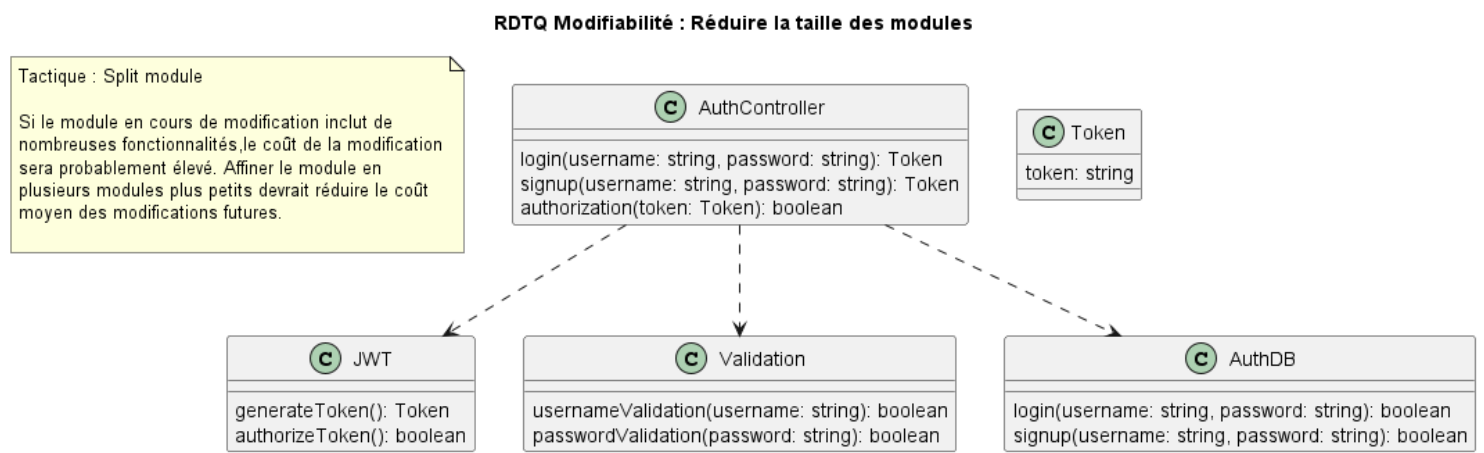 RDTQ Modifiabilité : Réduire la taille des modules
Tactique : Split module
Si le module en cours de modification inclut de
nombreuses fonctionnalités,le coût de la modification
sera probablement élevé. Affiner le module en
plusieurs modules plus petits devrait réduire le coût
moyen des modifications futures.
C AuthController
login(username: string, password: string): Token
signup(username: string, password: string): Token
authorization(token: Token): boolean
C Token
token: string
C JWT
generateToken(): Token
authorizeToken(): boolean
C Validation
usernameValidation(username: string): boolean
passwordValidation(password: string): boolean
C AuthDB
login(username: string, password: string): boolean
signup(username: string, password: string): boolean